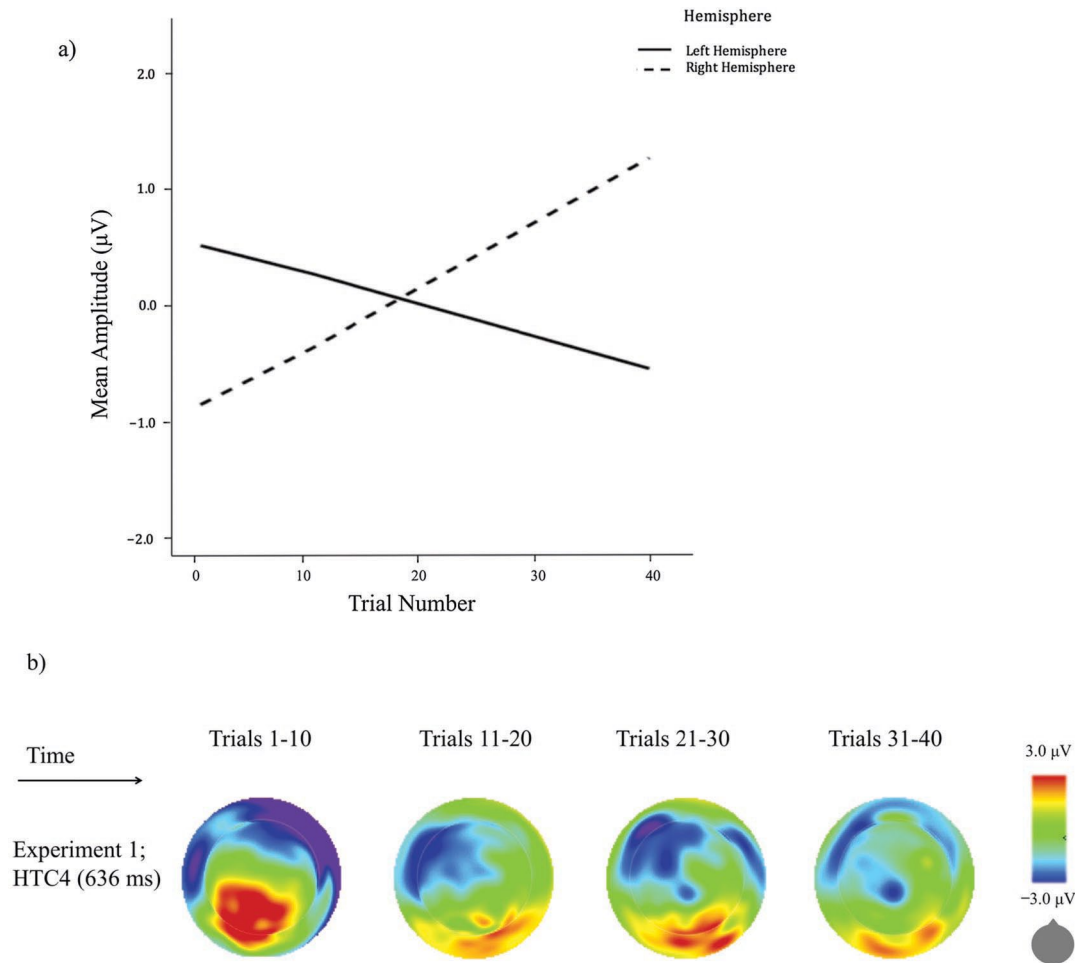 a)
Hemisphere
Left Hemisphere
Right Hemisphere
Mean Amplitude (µV)
2.0
1.0
0.0
−1.0
−2.0
0 10 20 30 40
Trial Number
b)
Time
Trials 1-10 Trials 11-20 Trials 21-30 Trials 31-40
3.0 µV
Experiment 1;
HTC4 (636 ms)
−3.0 µV